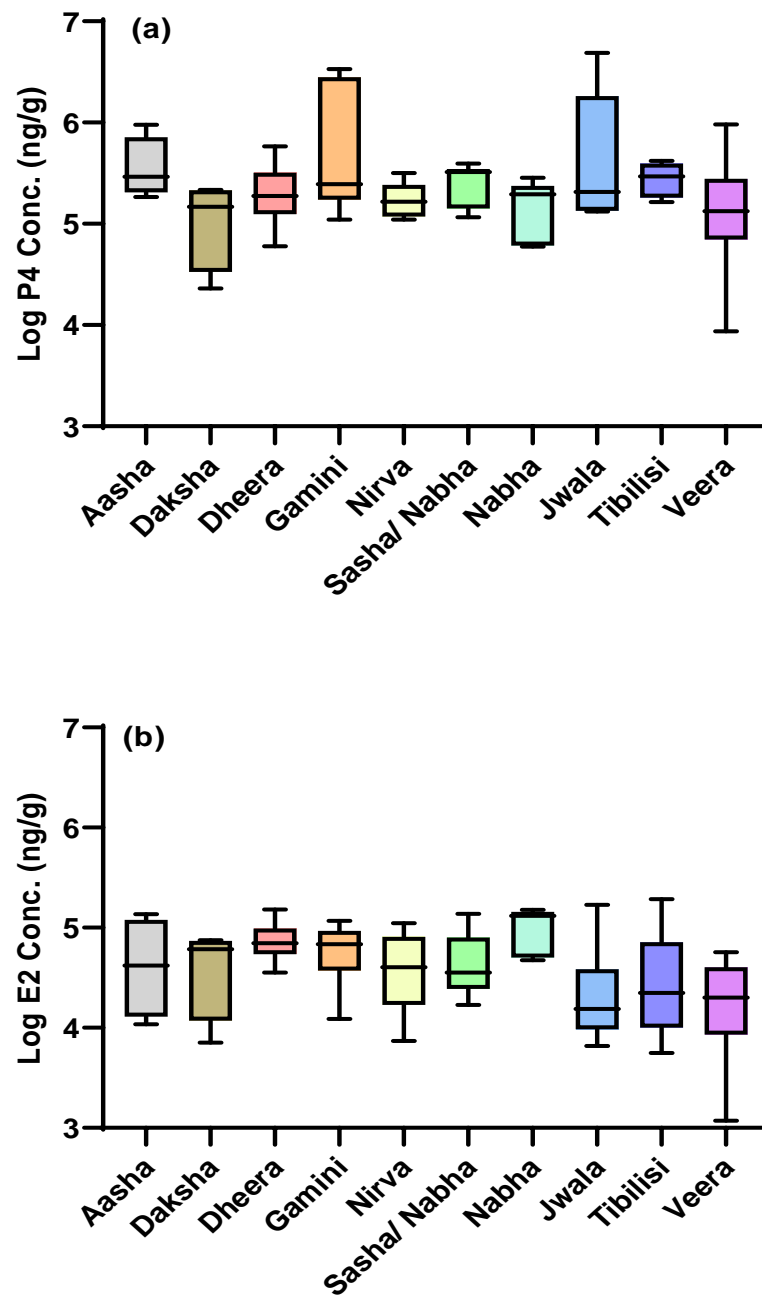 (a)
Log P4 Conc. (ng/g)
7
6
5
4
3
Aasha
Daksha
Dheera
Gamini
Nirva
Sasha/ Nabha
Nabha
Jwala
Tibilisi
Veera
(b)
Log E2 Conc. (ng/g)
7
6
5
4
3
Aasha
Daksha
Dheera
Gamini
Nirva
Sasha/ Nabha
Nabha
Jwala
Tibilisi
Veera